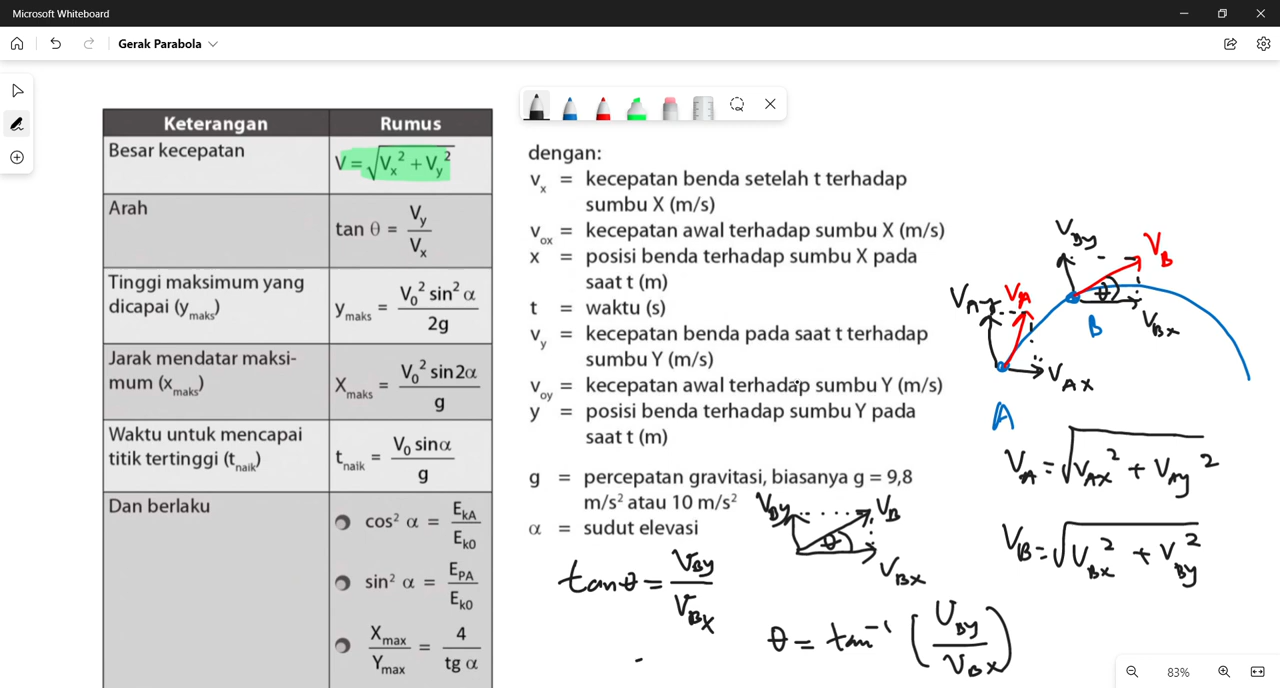 Microsoft Whiteboard
Gerak Parabola
Keterangan Rumus
Besar kecepatan V = √(Vx² + Vy²)
Arah tan θ = Vy / Vx
Tinggi maksimum yang
dicapai (ymaks) ymaks = V0² sin² α / 2g
Jarak mendatar maksi-
mum (xmaks) Xmaks = V0² sin 2α / g
Waktu untuk mencapai
titik tertinggi (tnaik) tnaik = V0 sin α / g
Dan berlaku cos² α = EkA / Ek0
sin² α = EPA / Ek0
Xmax / Ymax = 4 / tg α
dengan:
vx = kecepatan benda setelah t terhadap
sumbu X (m/s)
vox = kecepatan awal terhadap sumbu X (m/s)
x = posisi benda terhadap sumbu X pada
saat t (m)
t = waktu (s)
vy = kecepatan benda pada saat t terhadap
sumbu Y (m/s)
voy = kecepatan awal terhadap sumbu Y (m/s)
y = posisi benda terhadap sumbu Y pada
saat t (m)
g = percepatan gravitasi, biasanya g = 9,8
m/s² atau 10 m/s²
α = sudut elevasi
VBy VB
θ
VBx
B
VAy VA
VAx
A
VA = √(VAx² + VAy²)
VB = √(VBx² + VBy²)
VBy VB
θ
VBx
tan θ = VBy / VBx
θ = tan⁻¹ (VBy / VBx)
83%